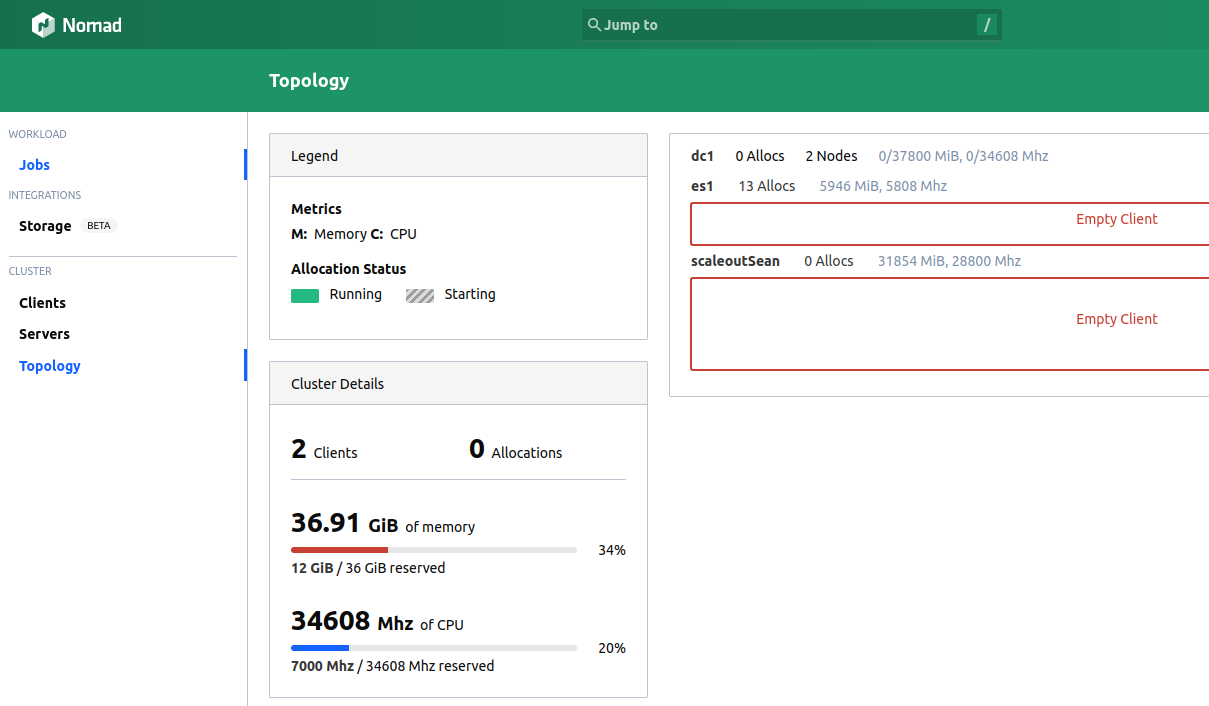 Nomad
Jump to /
Topology
WORKLOAD
Jobs
INTEGRATIONS
Storage BETA
CLUSTER
Clients
Servers
Topology
Legend
Metrics
M: Memory C: CPU
Allocation Status
Running Starting
Cluster Details
2 Clients 0 Allocations
36.91 GiB of memory
34%
12 GiB / 36 GiB reserved
34608 Mhz of CPU
20%
7000 Mhz / 34608 Mhz reserved
dc1 0 Allocs 2 Nodes 0/37800 MiB, 0/34608 Mhz
es1 13 Allocs 5946 MiB, 5808 Mhz
Empty Client
scaleoutSean 0 Allocs 31854 MiB, 28800 Mhz
Empty Client